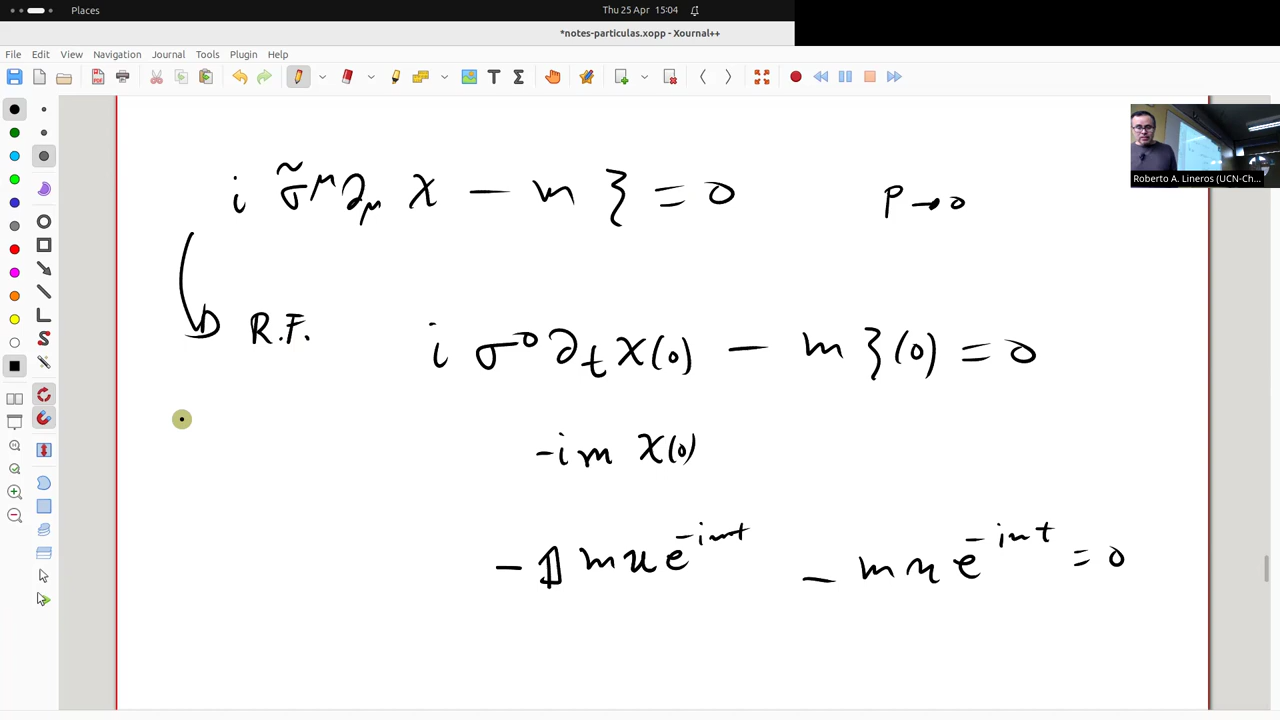 Places
Thu 25 Apr 15:04
*notes-particulas.xopp - Xournal++
File Edit View Navigation Journal Tools Plugin Help
i σ̃^μ ∂_μ χ − m ξ = 0
P → 0
R.F. i σ^0 ∂_t χ(0) − m ξ(0) = 0
-im χ(0)
− 𝟙 m u e^{-imt} − m u e^{-imt} = 0
Roberto A. Lineros (UCN-Ch...